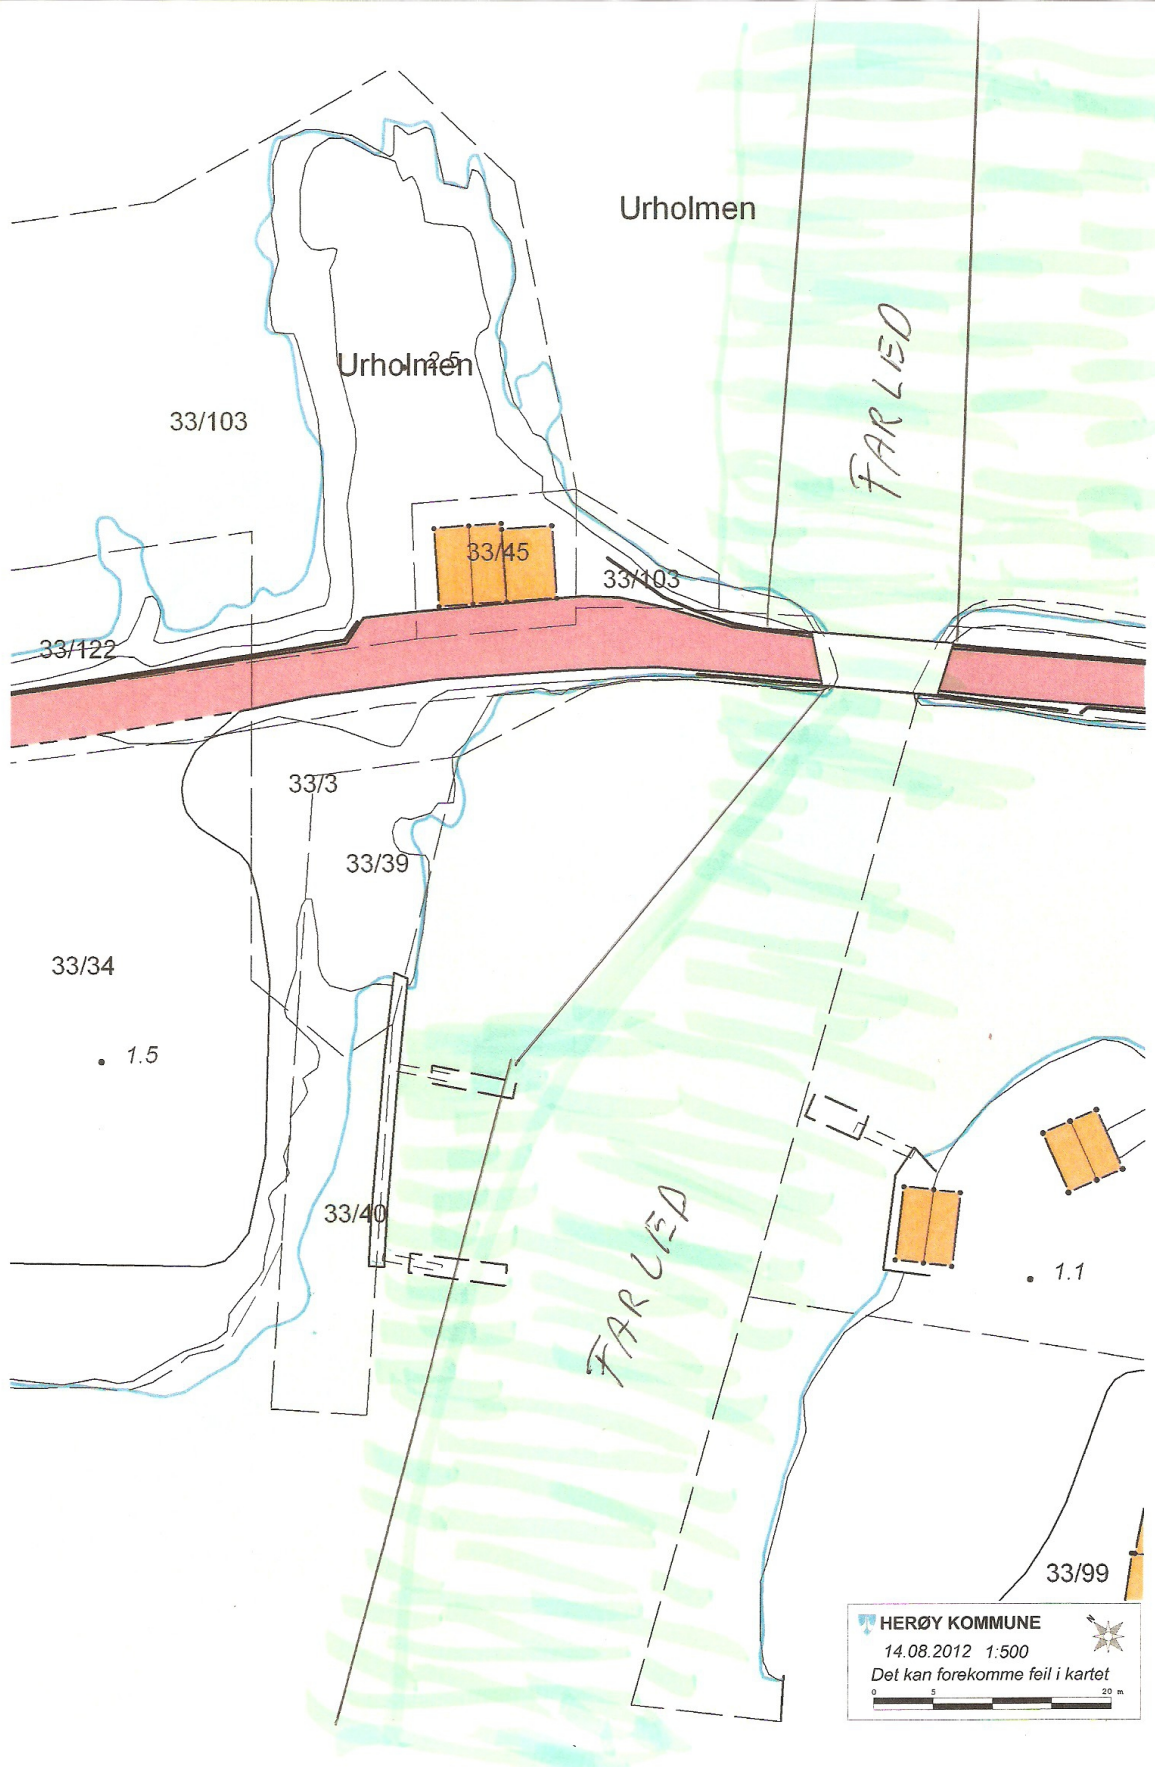 Urholmen
FARLED
Urholmen
2.5
33/103
33/45
33/103
33/122
33/3
33/39
33/34
1.5
33/40
FARLED
1.1
33/99
HERØY KOMMUNE
14.08.2012 1:500
Det kan forekomme feil i kartet
0 5 20 m